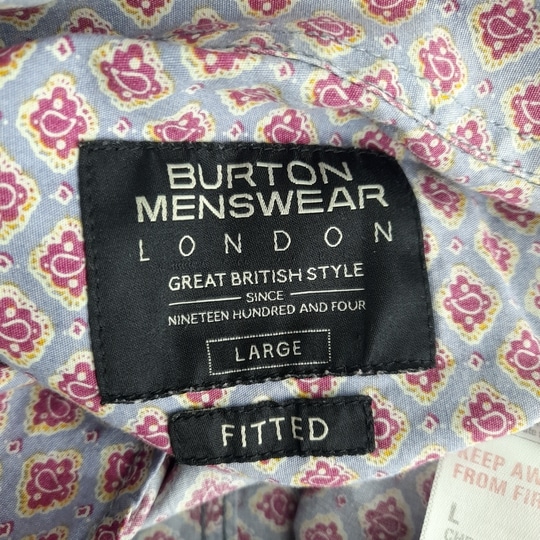 BURTON
MENSWEAR
LONDON
GREAT BRITISH STYLE
SINCE
NINETEEN HUNDRED AND FOUR
LARGE
FITTED
KEEP AW
FROM FIR
L